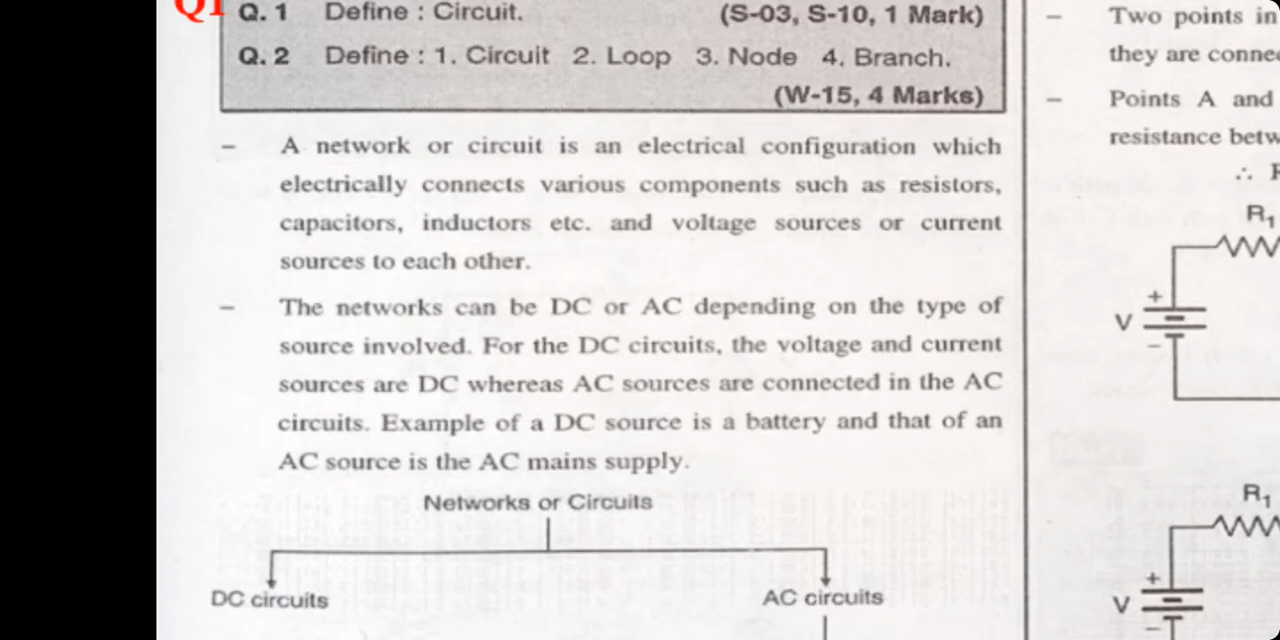 Q1
Q. 1 Define : Circuit. (S-03, S-10, 1 Mark)
Q. 2 Define : 1. Circuit 2. Loop 3. Node 4. Branch.
(W-15, 4 Marks)
– A network or circuit is an electrical configuration which
electrically connects various components such as resistors,
capacitors, inductors etc. and voltage sources or current
sources to each other.
– The networks can be DC or AC depending on the type of
source involved. For the DC circuits, the voltage and current
sources are DC whereas AC sources are connected in the AC
circuits. Example of a DC source is a battery and that of an
AC source is the AC mains supply.
Networks or Circuits
DC circuits AC circuits
– Two points in
they are
– Points A and
resistance
∴
R₁
+
V
–
R₁
+
V
–